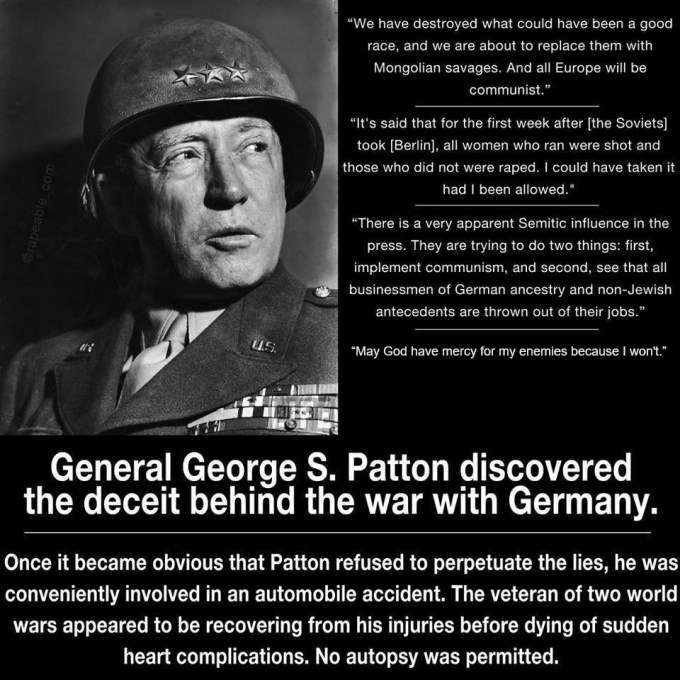 “We have destroyed what could have been a good
race, and we are about to replace them with
Mongolian savages. And all Europe will be
communist.”
“It's said that for the first week after [the Soviets]
took [Berlin], all women who ran were shot and
those who did not were raped. I could have taken it
had I been allowed."
“There is a very apparent Semitic influence in the
press. They are trying to do two things: first,
implement communism, and second, see that all
businessmen of German ancestry and non-Jewish
antecedents are thrown out of their jobs.”
“May God have mercy for my enemies because I won't.”
@rapeable_com
U.S.
General George S. Patton discovered
the deceit behind the war with Germany.
Once it became obvious that Patton refused to perpetuate the lies, he was
conveniently involved in an automobile accident. The veteran of two world
wars appeared to be recovering from his injuries before dying of sudden
heart complications. No autopsy was permitted.